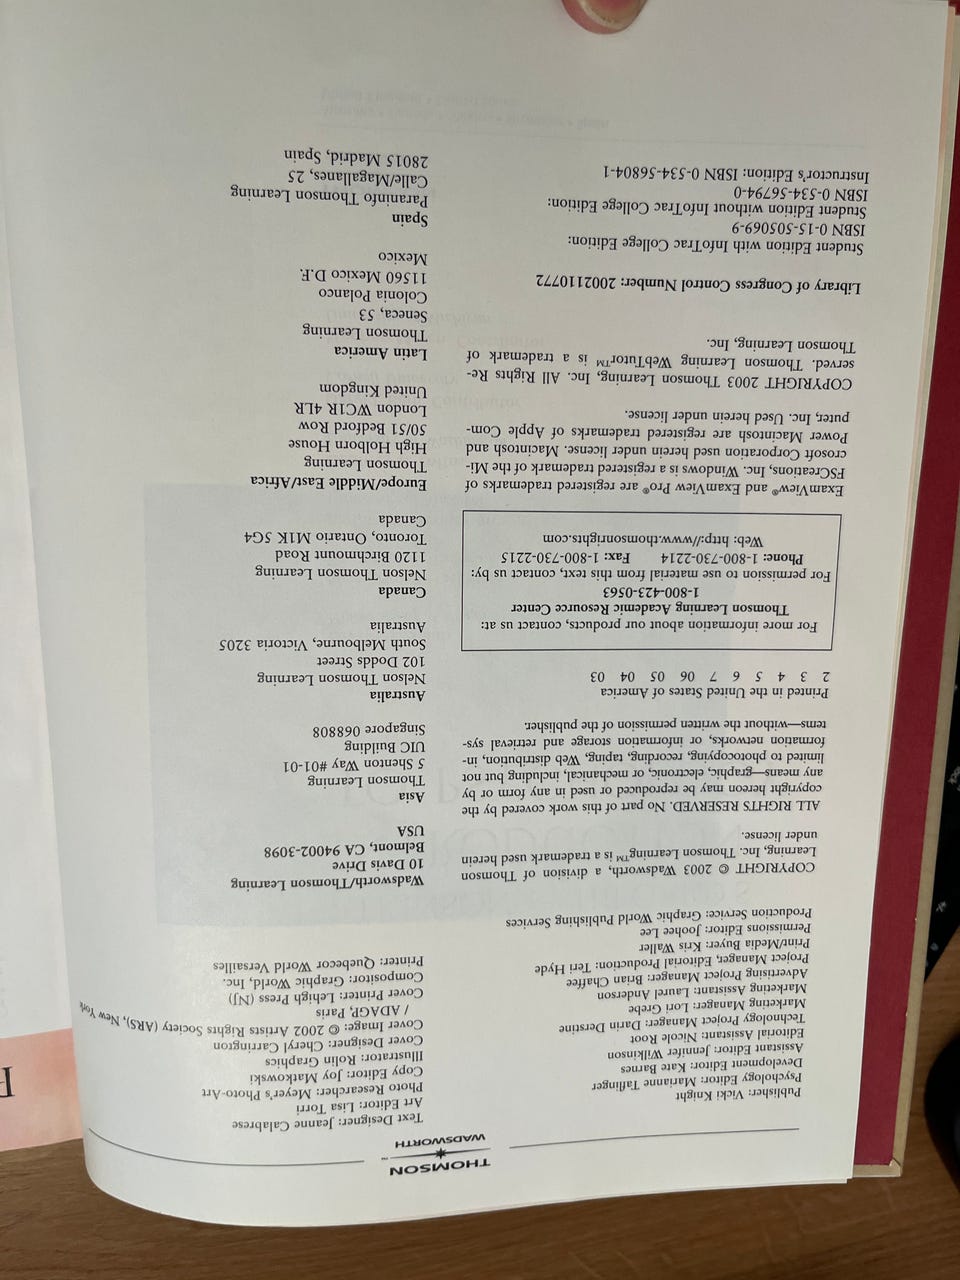 THOMSON
WADSWORTH
™
Publisher: Vicki Knight
Psychology Editor: Marianne Taflinger
Development Editor: Kate Barnes
Assistant Editor: Jennifer Wilkinson
Editorial Assistant: Nicole Root
Technology Project Manager: Darin Derstine
Marketing Manager: Lori Grebe
Marketing Assistant: Laurel Anderson
Advertising Project Manager: Brian Chaffee
Project Manager, Editorial Production: Teri Hyde
Print/Media Buyer: Kris Waller
Permissions Editor: Joohee Lee
Production Service: Graphic World Publishing Services
Text Designer: Jeanne Calabrese
Art Editor: Lisa Torri
Photo Researcher: Meyer's Photo-Art
Copy Editor: Joy Matkowski
Illustrator: Rolin Graphics
Cover Designer: Cheryl Carrington
Cover Image: © 2002 Artists Rights Society (ARS), New York
/ ADAGP, Paris
Cover Printer: Lehigh Press (NJ)
Compositor: Graphic World, Inc.
Printer: Quebecor World Versailles
COPYRIGHT © 2003 Wadsworth, a division of Thomson
Learning, Inc. Thomson Learning™ is a trademark used herein
under license.
ALL RIGHTS RESERVED. No part of this work covered by the
copyright hereon may be reproduced or used in any form or by
any means—graphic, electronic, or mechanical, including but not
limited to photocopying, recording, taping, Web distribution, in-
formation networks, or information storage and retrieval sys-
tems—without the written permission of the publisher.
Printed in the United States of America
2 3 4 5 6 7 06 05 04 03
For more information about our products, contact us at:
Thomson Learning Academic Resource Center
1-800-423-0563
For permission to use material from this text, contact us by:
Phone: 1-800-730-2214 Fax: 1-800-730-2215
Web: http://www.thomsonrights.com
ExamView® and ExamView Pro® are registered trademarks of
FSCreations, Inc. Windows is a registered trademark of the Mi-
crosoft Corporation used herein under license. Macintosh and
Power Macintosh are registered trademarks of Apple Com-
puter, Inc. Used herein under license.
COPYRIGHT 2003 Thomson Learning, Inc. All Rights Re-
served. Thomson Learning WebTutor™ is a trademark of
Thomson Learning, Inc.
Library of Congress Control Number: 2002110772
Student Edition with InfoTrac College Edition:
ISBN 0-15-505069-9
Student Edition without InfoTrac College Edition:
ISBN 0-534-56794-0
Instructor's Edition: ISBN 0-534-56804-1
Wadsworth/Thomson Learning
10 Davis Drive
Belmont, CA 94002-3098
USA
Asia
Thomson Learning
5 Shenton Way #01-01
UIC Building
Singapore 068808
Australia
Nelson Thomson Learning
102 Dodds Street
South Melbourne, Victoria 3205
Australia
Canada
Nelson Thomson Learning
1120 Birchmount Road
Toronto, Ontario M1K 5G4
Canada
Europe/Middle East/Africa
Thomson Learning
High Holborn House
50/51 Bedford Row
London WC1R 4LR
United Kingdom
Latin America
Thomson Learning
Seneca, 53
Colonia Polanco
11560 Mexico D.F.
Mexico
Spain
Paraninfo Thomson Learning
Calle/Magallanes, 25
28015 Madrid, Spain